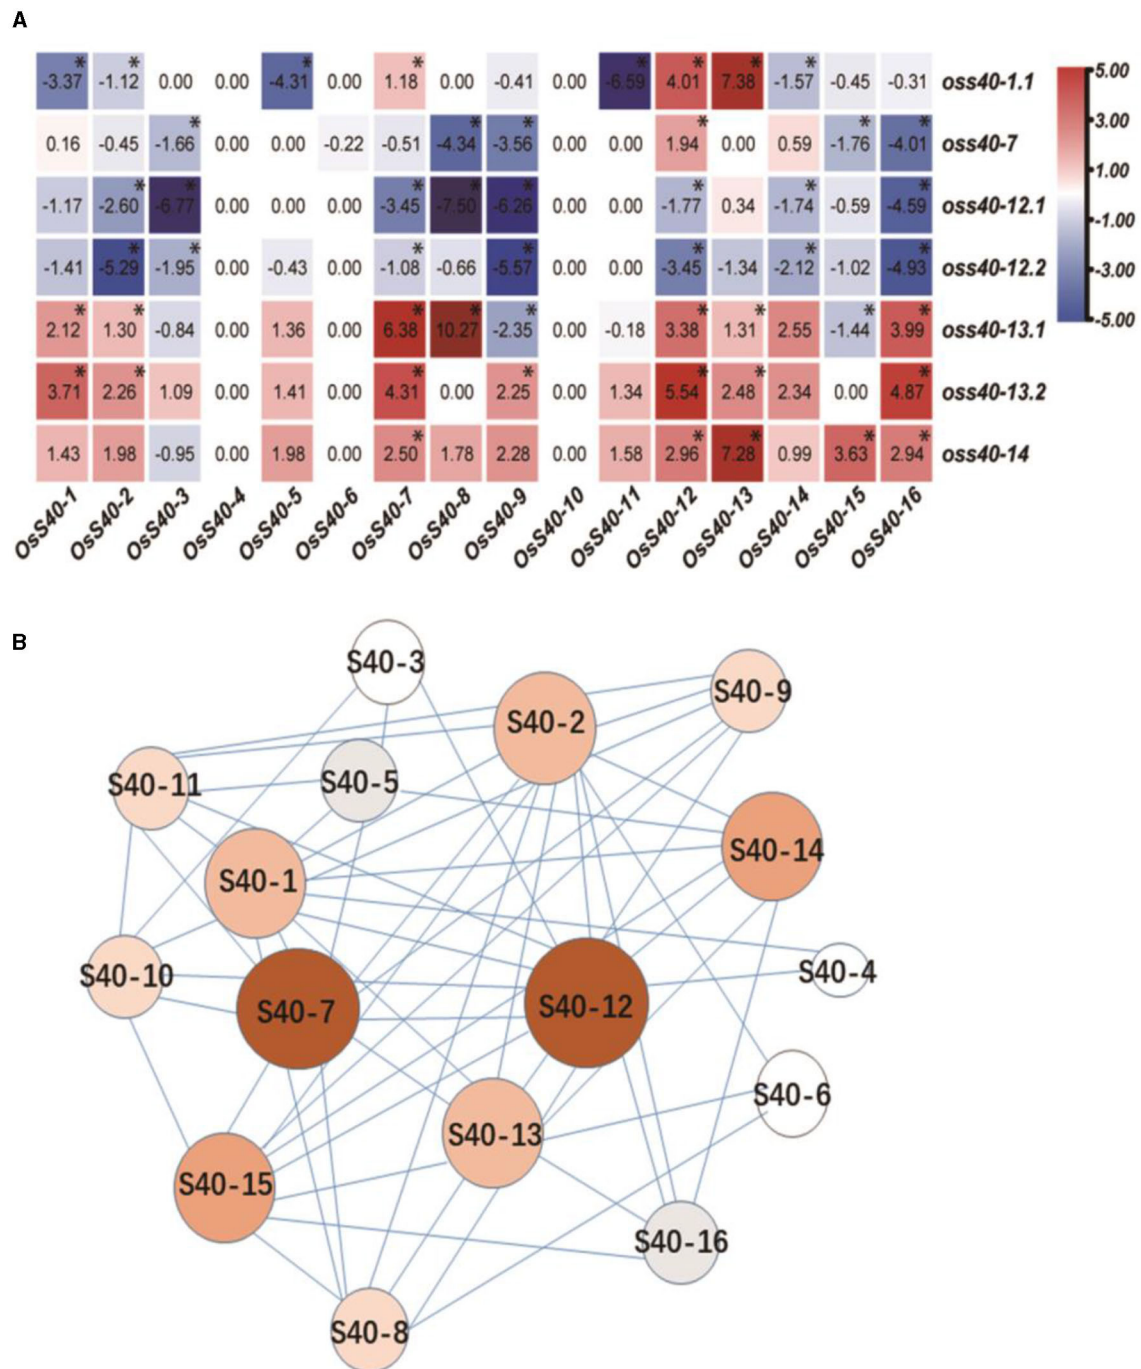 A
-3.37* -1.12* 0.00 0.00 -4.31* 0.00 1.18* 0.00 -0.41 0.00 -6.59* 4.01* 7.38* -1.57* -0.45 -0.31 oss40-1.1
0.16 -0.45 -1.66* 0.00 0.00 -0.22 -0.51 -4.34* -3.56* 0.00 0.00 1.94* 0.00 0.59 -1.76* -4.01* oss40-7
-1.17 -2.60* -6.77* 0.00 0.00 0.00 -3.45* -7.50* -6.26* 0.00 0.00 -1.77* 0.34 -1.74* -0.59 -4.59* oss40-12.1
-1.41 -5.29* -1.95* 0.00 -0.43 0.00 -1.08* -0.66 -5.57* 0.00 0.00 -3.45* -1.34 -2.12* -1.02 -4.93* oss40-12.2
2.12* 1.30* -0.84 0.00 1.36 0.00 6.38* 10.27* -2.35* 0.00 -0.18 3.38* 1.31* 2.55 -1.44* 3.99* oss40-13.1
3.71* 2.26* 1.09 0.00 1.41 0.00 4.31* 0.00 2.25* 0.00 1.34 5.54* 2.48* 2.34 0.00 4.87* oss40-13.2
1.43 1.98 -0.95 0.00 1.98 0.00 2.50* 1.78 2.28 0.00 1.58 2.96* 7.28* 0.99 3.63* 2.94* oss40-14
OsS40-1 OsS40-2 OsS40-3 OsS40-4 OsS40-5 OsS40-6 OsS40-7 OsS40-8 OsS40-9 OsS40-10 OsS40-11 OsS40-12 OsS40-13 OsS40-14 OsS40-15 OsS40-16
5.00
3.00
1.00
-1.00
-3.00
-5.00
B
S40-3
S40-9
S40-2
S40-11
S40-5
S40-14
S40-1
S40-10
S40-4
S40-7
S40-12
S40-6
S40-13
S40-15
S40-16
S40-8